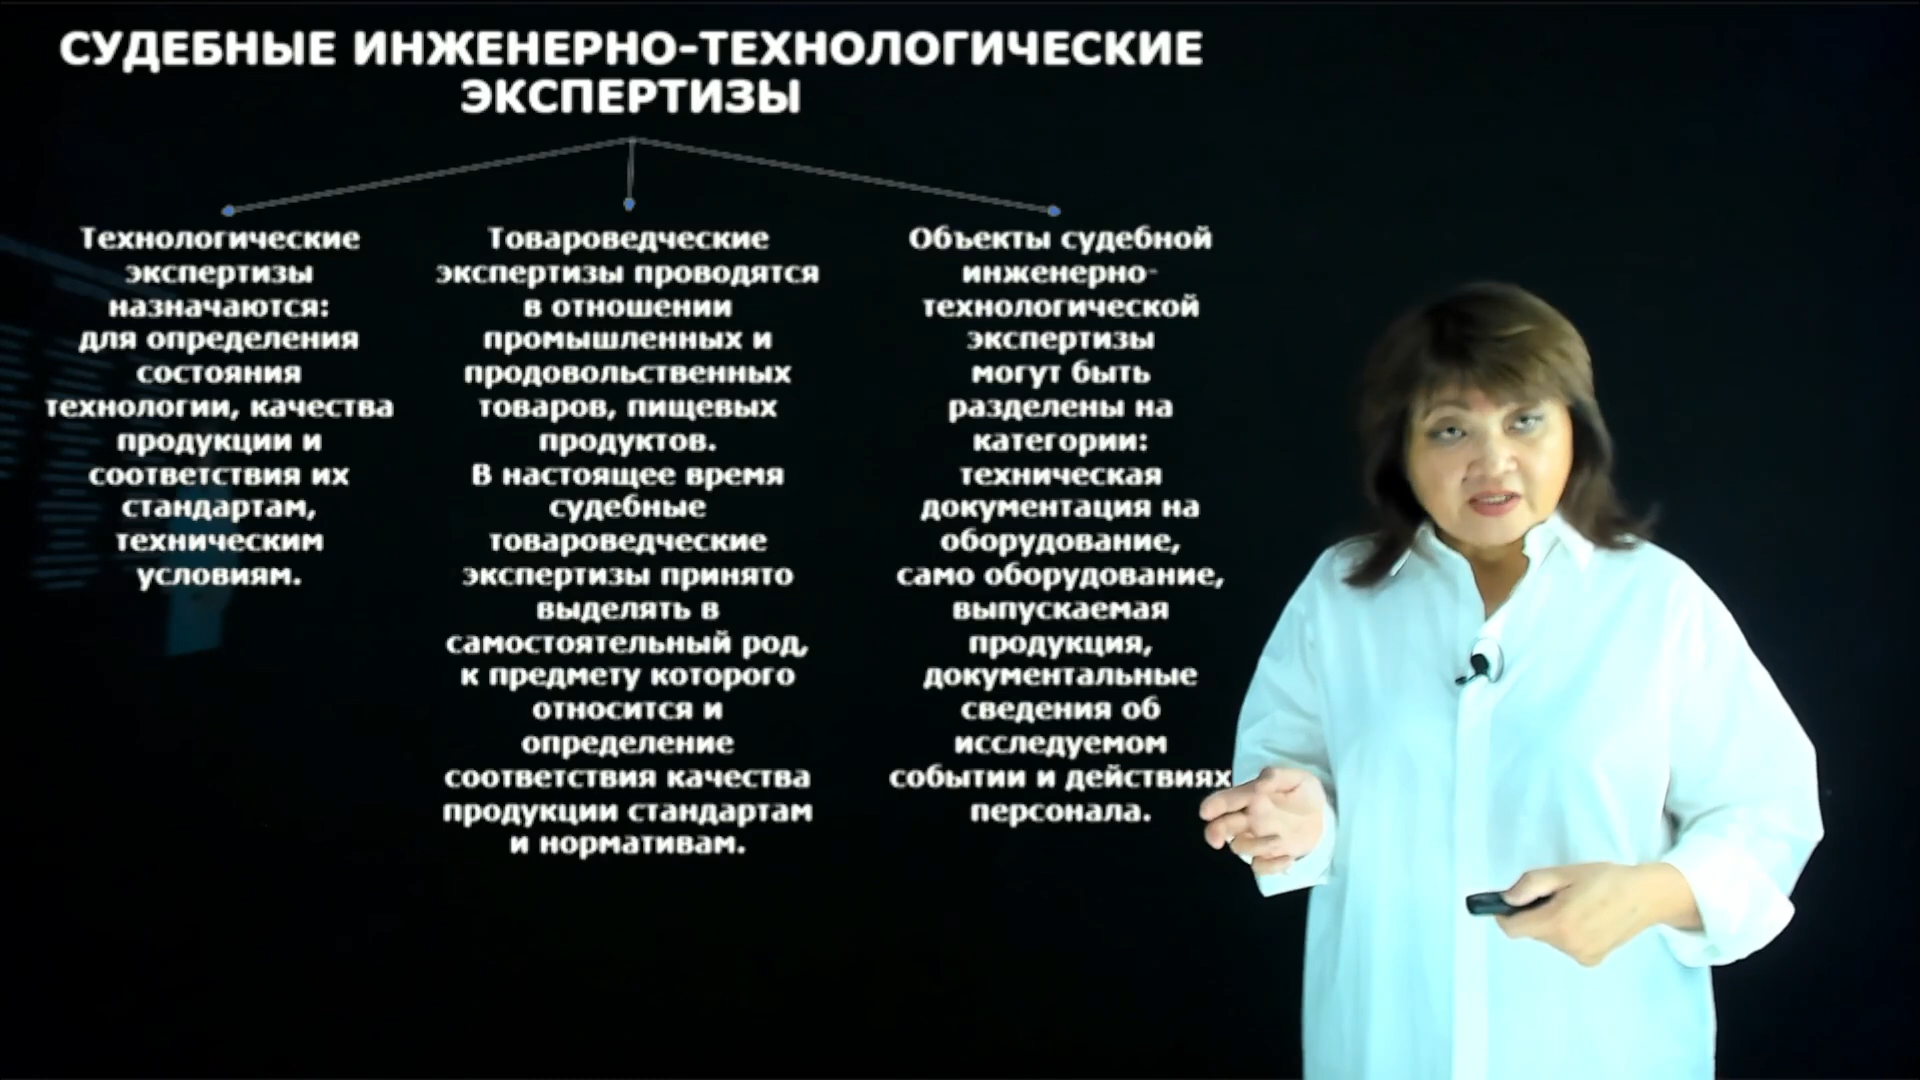 СУДЕБНЫЕ ИНЖЕНЕРНО-ТЕХНОЛОГИЧЕСКИЕ
ЭКСПЕРТИЗЫ
Технологические
экспертизы
назначаются:
для определения
состояния
технологии, качества
продукции и
соответствия их
стандартам,
техническим
условиям.
Товароведческие
экспертизы проводятся
в отношении
промышленных и
продовольственных
товаров, пищевых
продуктов.
В настоящее время
судебные
товароведческие
экспертизы принято
выделять в
самостоятельный род,
к предмету которого
относится и
определение
соответствия качества
продукции стандартам
и нормативам.
Объекты судебной
инженерно-
технологической
экспертизы
могут быть
разделены на
категории:
техническая
документация на
оборудование,
само оборудование,
выпускаемая
продукция,
документальные
сведения об
исследуемом
событии и действиях
персонала.